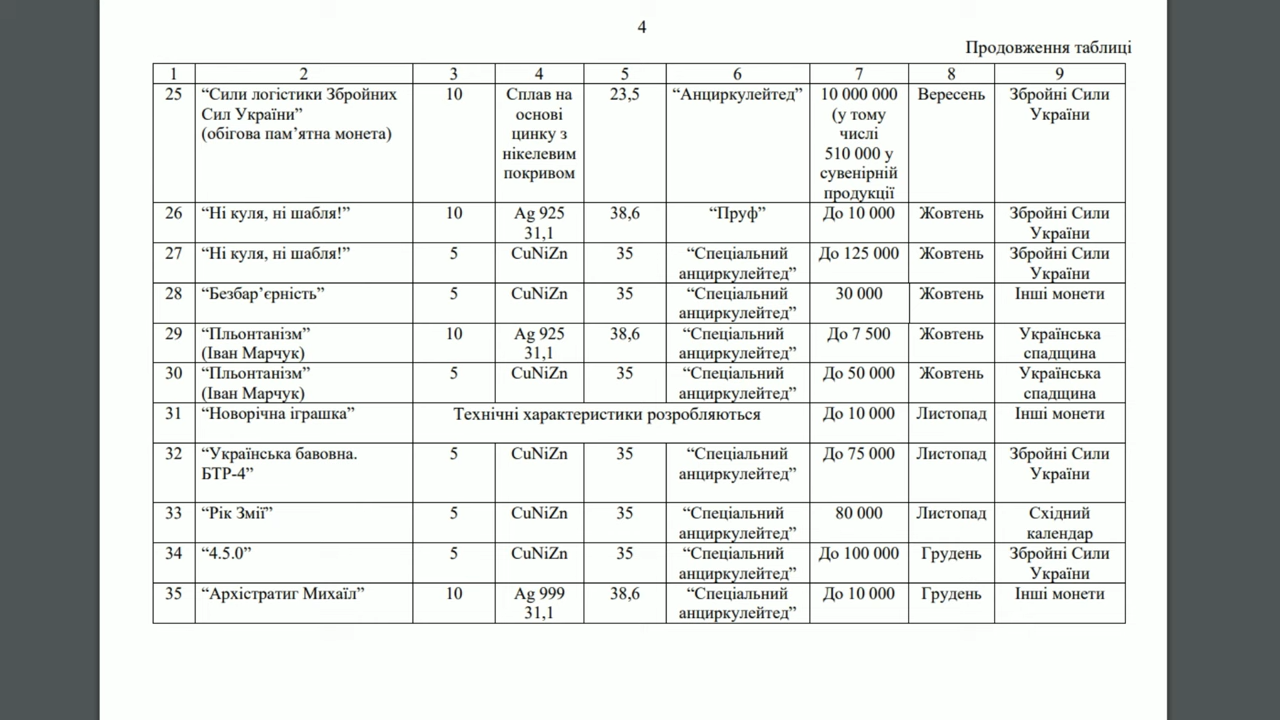 4
Продовження таблиці
1 2 3 4 5 6 7 8 9
25 “Сили логістики Збройних 10 Сплав на 23,5 “Анциркулейтед” 10 000 000 Вересень Збройні Сили
Сил України” основі (у тому України
(обігова пам’ятна монета) цинку з числі
нікелевим 510 000 у
покривом сувенірній
продукції
26 “Ні куля, ні шабля!” 10 Ag 925 38,6 “Пруф” До 10 000 Жовтень Збройні Сили
31,1 України
27 “Ні куля, ні шабля!” 5 CuNiZn 35 “Спеціальний До 125 000 Жовтень Збройні Сили
анциркулейтед” України
28 “Безбар’єрність” 5 CuNiZn 35 “Спеціальний 30 000 Жовтень Інші монети
анциркулейтед”
29 “Пльонтанізм” 10 Ag 925 38,6 “Спеціальний До 7 500 Жовтень Українська
(Іван Марчук) 31,1 анциркулейтед” спадщина
30 “Пльонтанізм” 5 CuNiZn 35 “Спеціальний До 50 000 Жовтень Українська
(Іван Марчук) анциркулейтед” спадщина
31 “Новорічна іграшка” Технічні характеристики розробляються До 10 000 Листопад Інші монети
32 “Українська бавовна. 5 CuNiZn 35 “Спеціальний До 75 000 Листопад Збройні Сили
БТР-4” анциркулейтед” України
33 “Рік Змії” 5 CuNiZn 35 “Спеціальний 80 000 Листопад Східний
анциркулейтед” календар
34 “4.5.0” 5 CuNiZn 35 “Спеціальний До 100 000 Грудень Збройні Сили
анциркулейтед” України
35 “Архістратиг Михаїл” 10 Ag 999 38,6 “Спеціальний До 10 000 Грудень Інші монети
31,1 анциркулейтед”